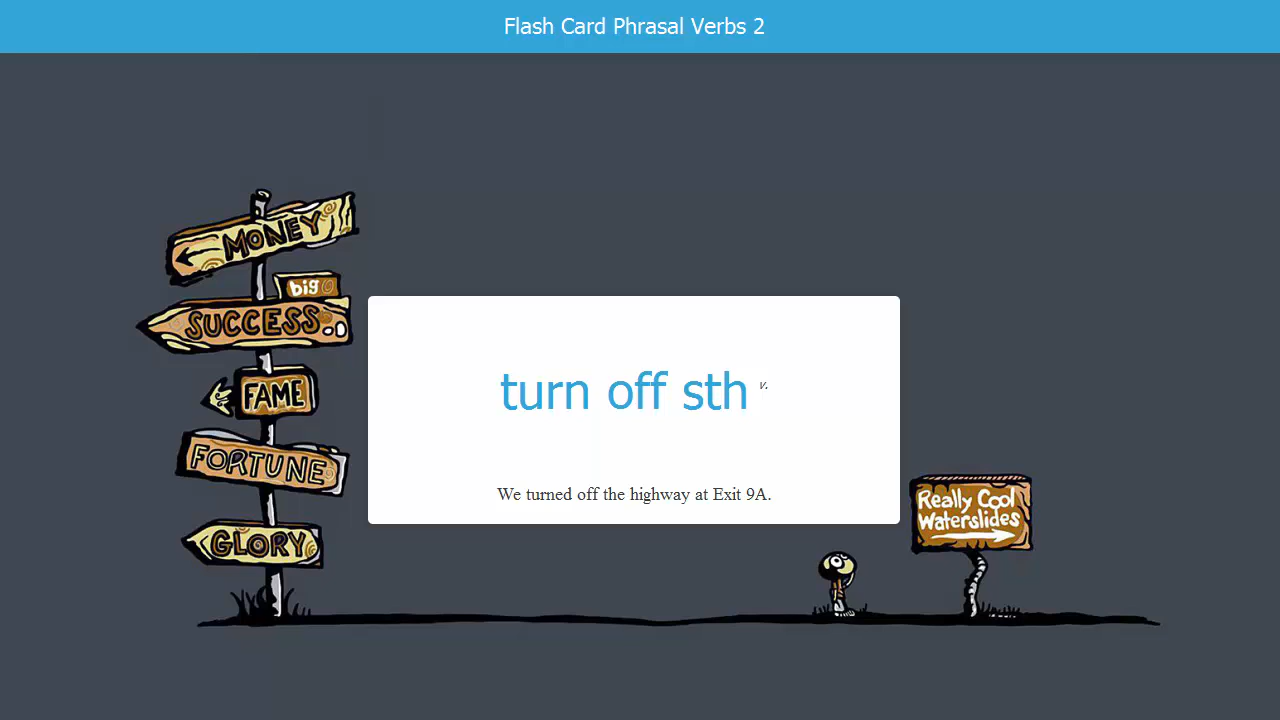 Flash Card Phrasal Verbs 2
MONEY
big
SUCCESS..
FAME
FORTUNE
GLORY
turn off sth v.
We turned off the highway at Exit 9A.
Really Cool
Waterslides